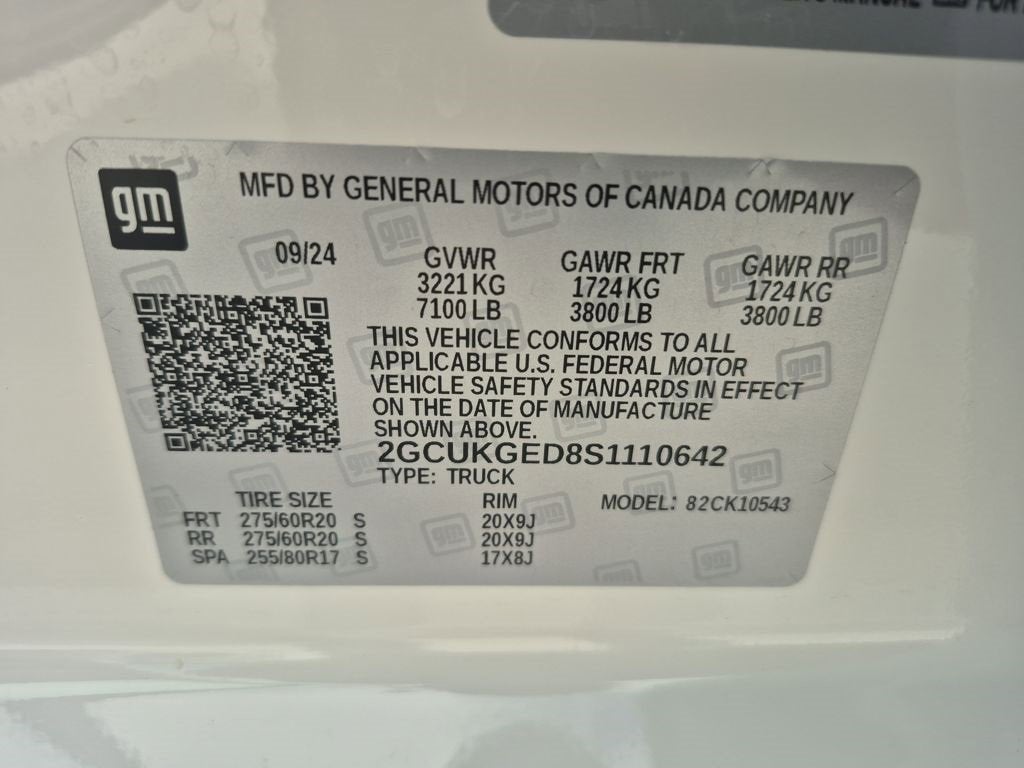 MANUAL
FOR
gm
MFD BY GENERAL MOTORS OF CANADA COMPANY
09/24
GVWR GAWR FRT GAWR RR
3221 KG 1724 KG 1724 KG
7100 LB 3800 LB 3800 LB
THIS VEHICLE CONFORMS TO ALL
APPLICABLE U.S. FEDERAL MOTOR
VEHICLE SAFETY STANDARDS IN EFFECT
ON THE DATE OF MANUFACTURE
SHOWN ABOVE.
2GCUKGED8S1110642
TYPE: TRUCK
TIRE SIZE RIM MODEL: 82CK10543
FRT 275/60R20 S 20X9J
RR 275/60R20 S 20X9J
SPA 255/80R17 S 17X8J